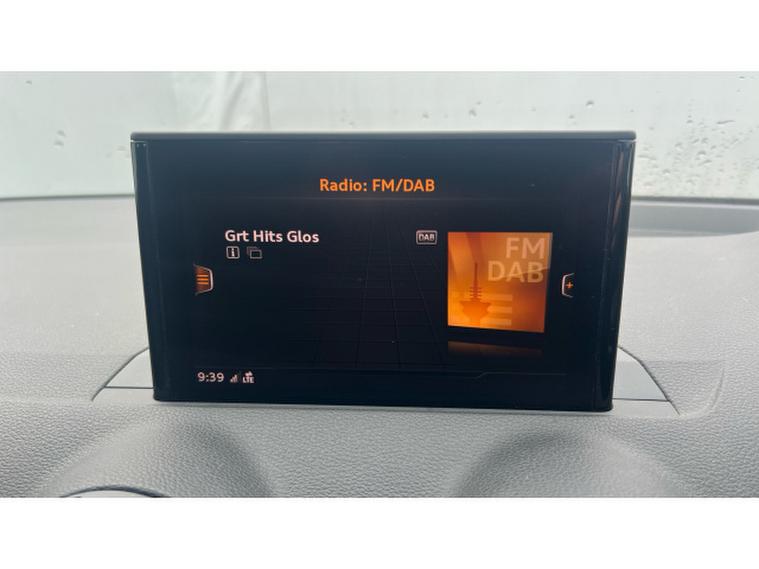 Radio: FM/DAB
Grt Hits Glos
DAB
FM
DAB
9:39 LTE